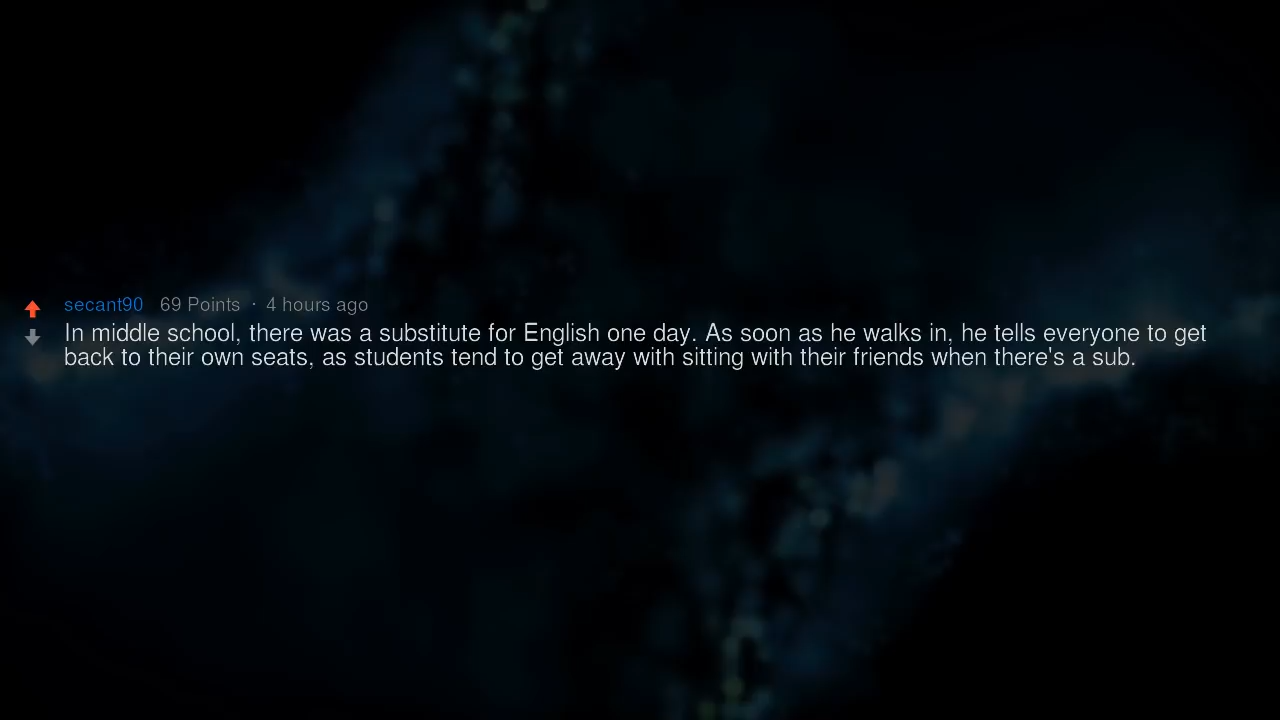 secant90 69 Points · 4 hours ago
In middle school, there was a substitute for English one day. As soon as he walks in, he tells everyone to get
back to their own seats, as students tend to get away with sitting with their friends when there's a sub.